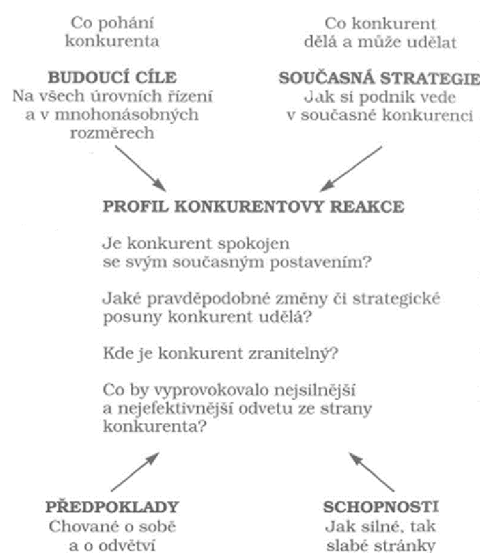 Co pohání
konkurenta
BUDOUCÍ CÍLE
Na všech úrovních řízení
a v mnohonásobných
rozměrech
Co konkurent
dělá a může udělat
SOUČASNÁ STRATEGIE
Jak si podnik vede
v současné konkurenci
PROFIL KONKURENTOVY REAKCE
Je konkurent spokojen
se svým současným postavením?
Jaké pravděpodobné změny či strategické
posuny konkurent udělá?
Kde je konkurent zranitelný?
Co by vyprovokovalo nejsilnější
a nejefektivnější odvetu ze strany
konkurenta?
PŘEDPOKLADY
Chované o sobě
a o odvětví
SCHOPNOSTI
Jak silné, tak
slabé stránky